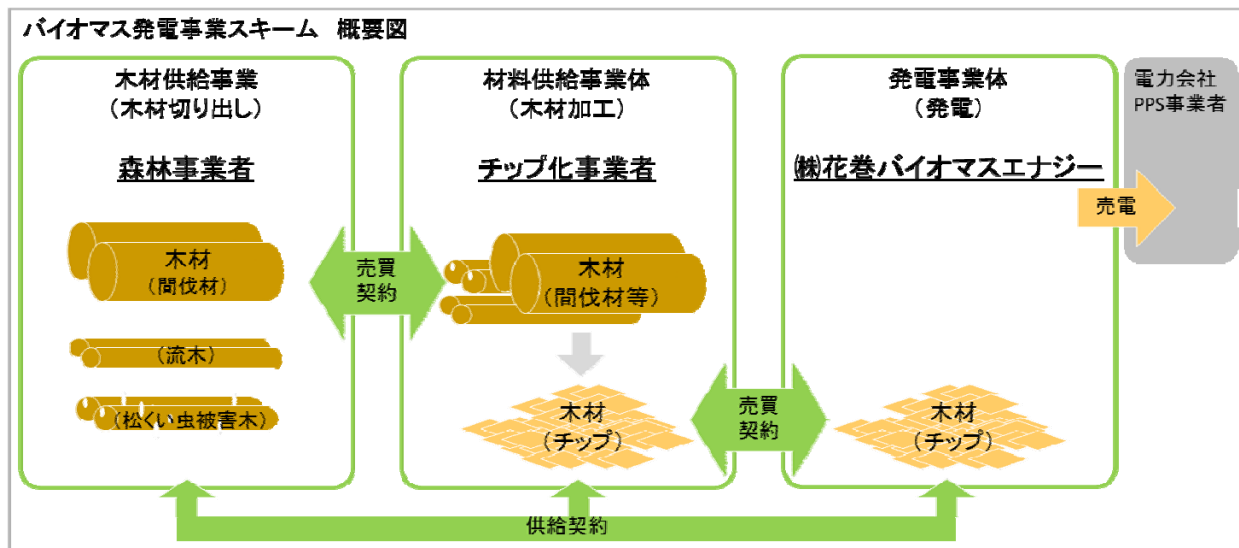 バイオマス発電事業スキーム 概要図
木材供給事業
（木材切り出し）
森林事業者
木材
（間伐材）
（流木）
（松くい虫被害木）
売買
契約
材料供給事業体
（木材加工）
チップ化事業者
木材
（間伐材等）
木材
（チップ）
売買
契約
発電事業体
（発電）
㈱花巻バイオマスエナジー
木材
（チップ）
売電
電力会社
PPS事業者
供給契約